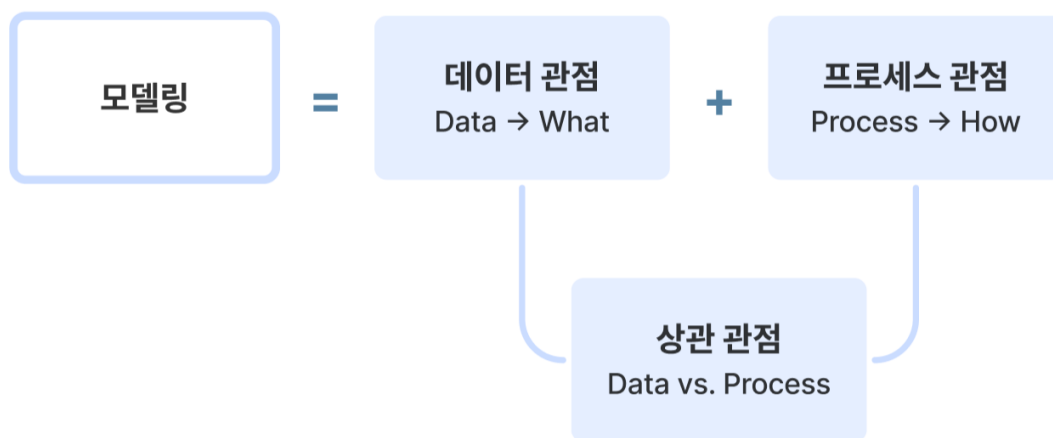 모델링
=
데이터 관점
Data → What
+
프로세스 관점
Process → How
상관 관점
Data vs. Process